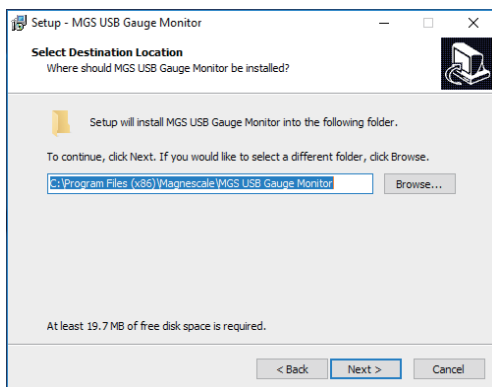 Setup - MGS USB Gauge Monitor
Select Destination Location
Where should MGS USB Gauge Monitor be installed?
Setup will install MGS USB Gauge Monitor into the following folder.
To continue, click Next. If you would like to select a different folder, click Browse.
C:\Program Files (x86)\Magnescale\MGS USB Gauge Monitor
Browse...
At least 19.7 MB of free disk space is required.
< Back
Next >
Cancel